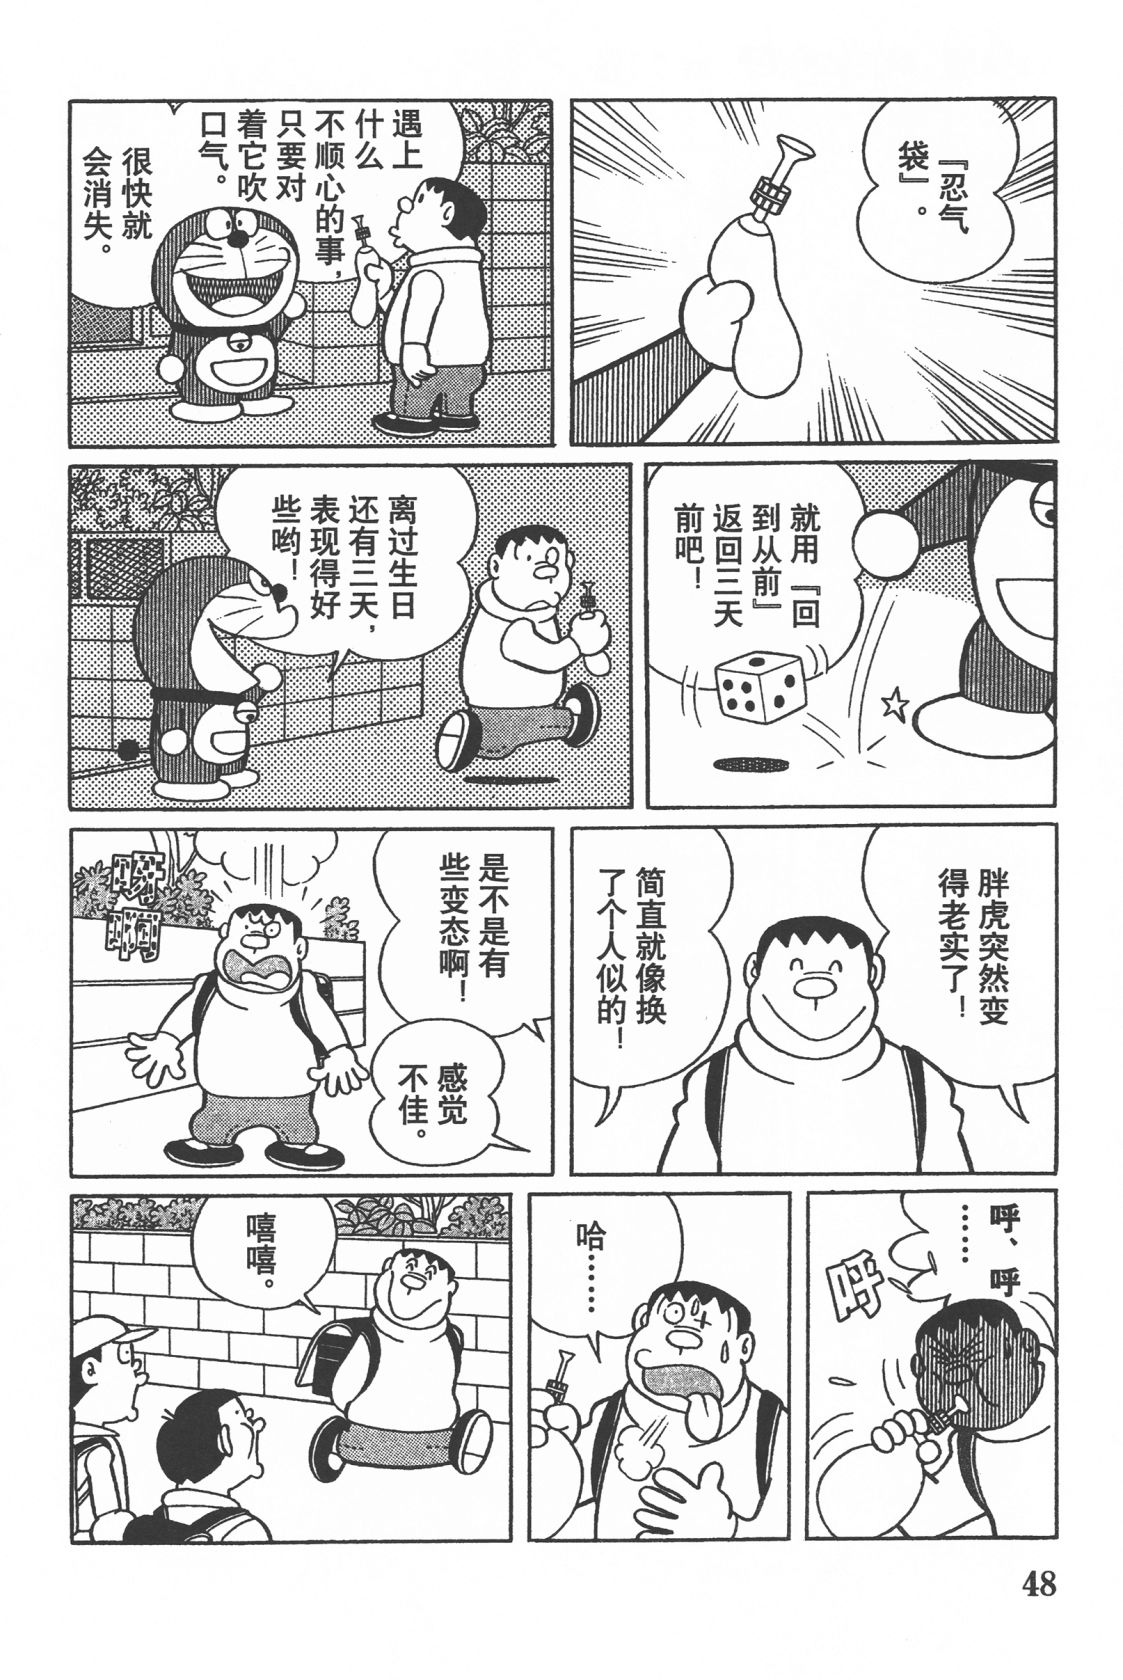 『忍气
袋』。
遇上
什么
不顺心的事，
只要对
着它吹
口气。
很快就
会消失。
就用『回
到从前』
返回三天
前吧！
离过生日
还有三天，
表现得好
些哟！
胖虎突然变
得老实了！
简直就像换
了个人似的！
是不是有
些变态啊！
感觉
不佳。
呼、呼
……
呼
哈……
嘻
嘻。
48